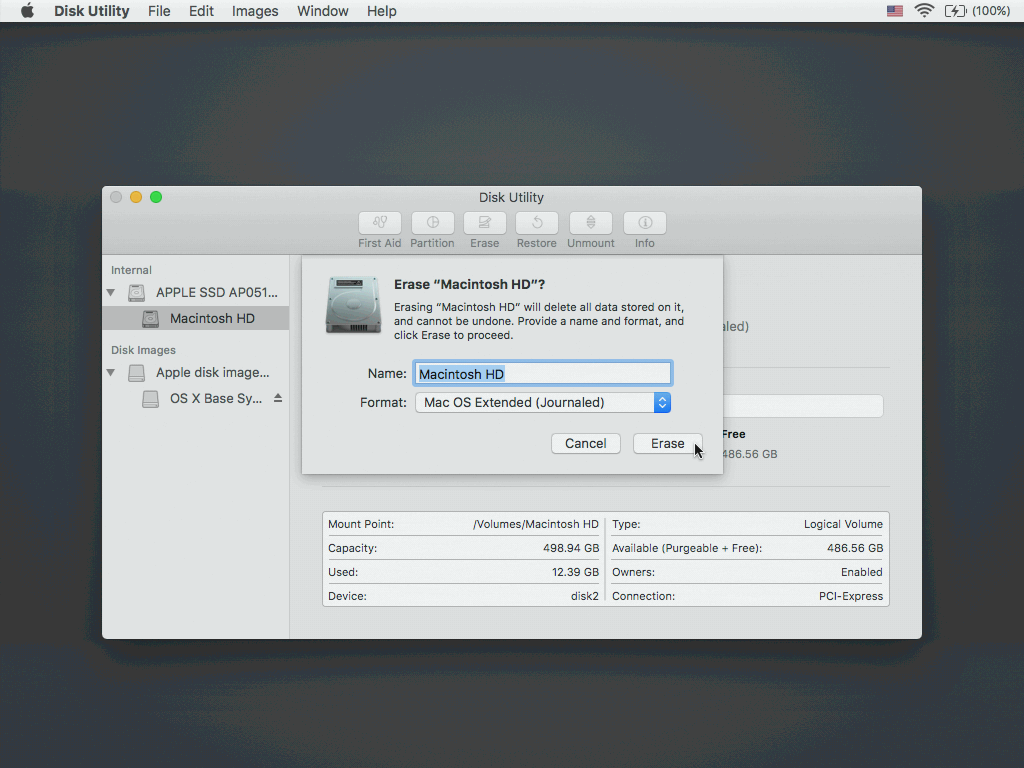 Disk Utility File Edit Images Window Help (100%)
Disk Utility
First Aid Partition Erase Restore Unmount Info
Internal
APPLE SSD AP051...
Macintosh HD
Disk Images
Apple disk image...
OS X Base Sy...
Erase “Macintosh HD”?
Erasing “Macintosh HD” will delete all data stored on it,
and cannot be undone. Provide a name and format, and
click Erase to proceed.
Name: Macintosh HD
Format: Mac OS Extended (Journaled)
Cancel Erase
aled)
Free
486.56 GB
Mount Point: /Volumes/Macintosh HD
Capacity: 498.94 GB
Used: 12.39 GB
Device: disk2
Type: Logical Volume
Available (Purgeable + Free): 486.56 GB
Owners: Enabled
Connection: PCI-Express